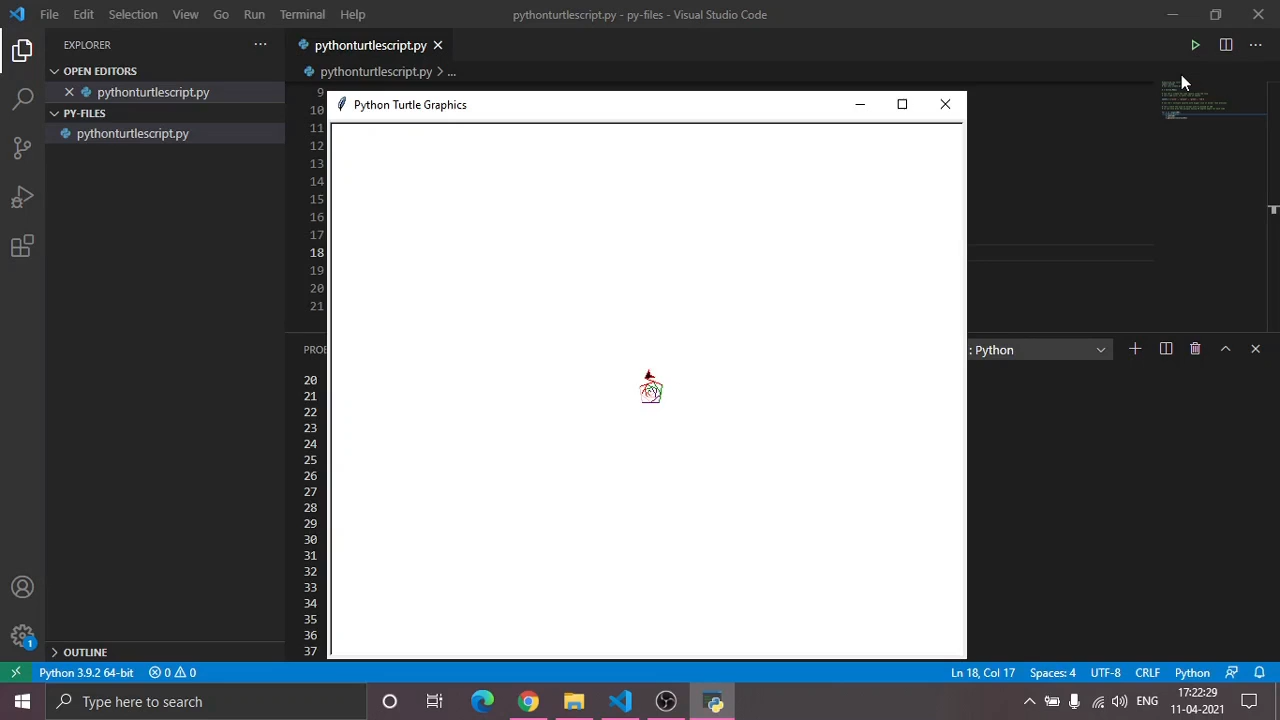 File Edit Selection View Go Run Terminal Help pythonturtlescript.py - py-files - Visual Studio Code
EXPLORER
pythonturtlescript.py
OPEN EDITORS
pythonturtlescript.py > ...
pythonturtlescript.py
PY-FILES
pythonturtlescript.py
Python Turtle Graphics
9
10
11
12
13
14
15
16
17
18
19
20
21
PROB
: Python
20
21
22
23
24
25
26
27
28
29
30
31
32
33
34
35
36
37
OUTLINE
Python 3.9.2 64-bit 0 0 Ln 18, Col 17 Spaces: 4 UTF-8 CRLF Python
1
Type here to search
ENG
17:22:29
11-04-2021